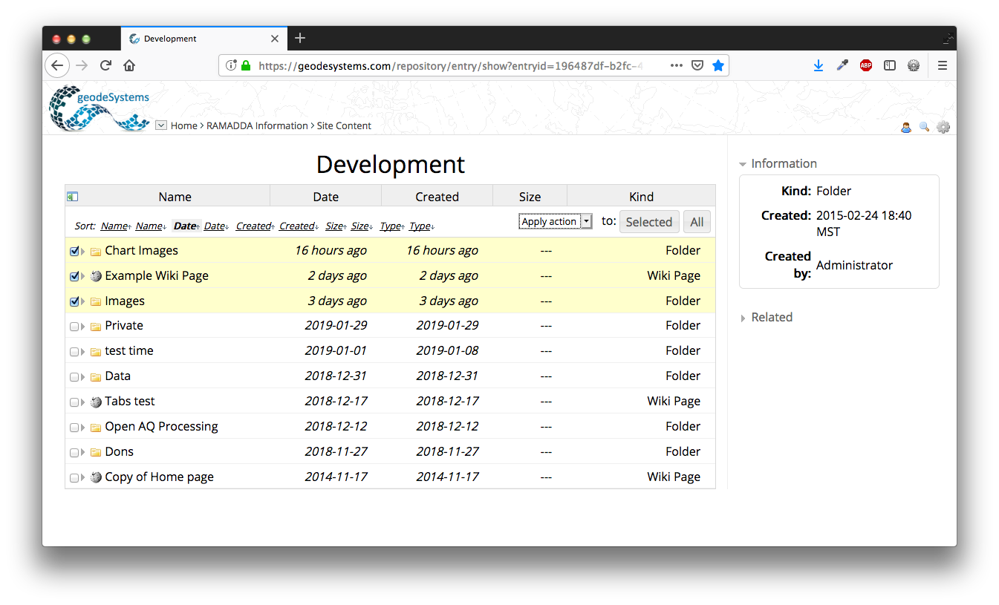 Development
https://geodesystems.com/repository/entry/show?entryid=196487df-b2fc-4
ABP
geodeSystems
Home > RAMADDA Information > Site Content
Development
Name Date Created Size Kind
Sort: Name↑ Name↓ Date↑ Date↓ Created↑ Created↓ Size↑ Size↓ Type↑ Type↓ Apply action to: Selected All
Chart Images 16 hours ago 16 hours ago --- Folder
Example Wiki Page 2 days ago 2 days ago --- Wiki Page
Images 3 days ago 3 days ago --- Folder
Private 2019-01-29 2019-01-29 --- Folder
test time 2019-01-01 2019-01-08 --- Folder
Data 2018-12-31 2018-12-31 --- Folder
Tabs test 2018-12-17 2018-12-17 --- Wiki Page
Open AQ Processing 2018-12-12 2018-12-12 --- Folder
Dons 2018-11-27 2018-11-27 --- Folder
Copy of Home page 2014-11-17 2014-11-17 --- Wiki Page
Information
Kind: Folder
Created: 2015-02-24 18:40
MST
Created
by: Administrator
Related